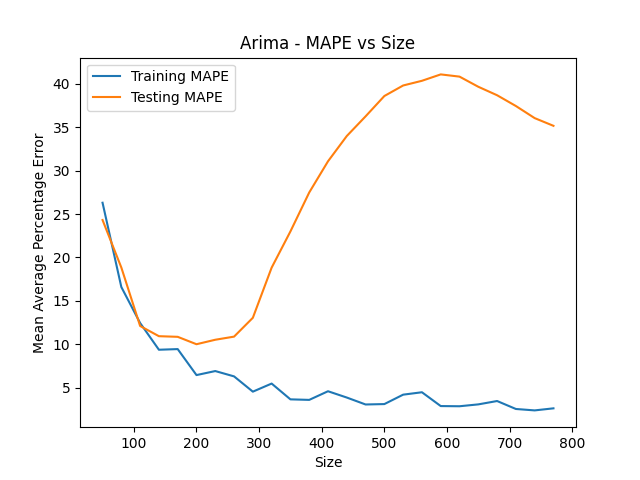 Arima - MAPE vs Size
Training MAPE
Testing MAPE
Mean Average Percentage Error
40
35
30
25
20
15
10
5
100 200 300 400 500 600 700 800
Size